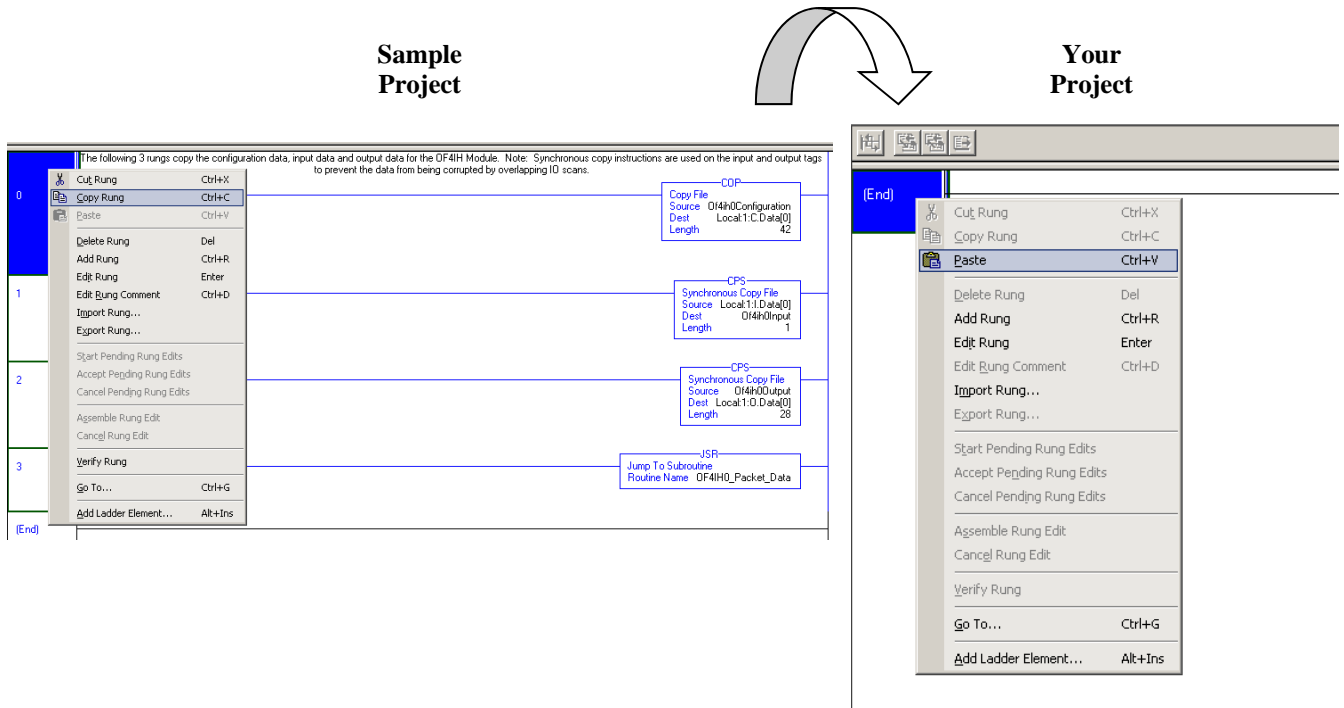 Sample
Project
Your
Project
The following 3 rungs copy the configuration data, input data and output data for the OF4IH Module. Note: Synchronous copy instructions are used on the input and output tags
to prevent the data from being corrupted by overlapping IO scans.
0
COP
Copy File
Source Of4ih0Configuration
Dest Local:1:C.Data[0]
Length 42
1
CPS
Synchronous Copy File
Source Local:1:I.Data[0]
Dest Of4ih0Input
Length 1
2
CPS
Synchronous Copy File
Source Of4ih0Output
Dest Local:1:O.Data[0]
Length 28
3
JSR
Jump To Subroutine
Routine Name OF4IH0_Packet_Data
(End)
Cut Rung Ctrl+X
Copy Rung Ctrl+C
Paste Ctrl+V
Delete Rung Del
Add Rung Ctrl+R
Edit Rung Enter
Edit Rung Comment Ctrl+D
Import Rung...
Export Rung...
Start Pending Rung Edits
Accept Pending Rung Edits
Cancel Pending Rung Edits
Assemble Rung Edit
Cancel Rung Edit
Verify Rung
Go To... Ctrl+G
Add Ladder Element... Alt+Ins
(End)
Cut Rung Ctrl+X
Copy Rung Ctrl+C
Paste Ctrl+V
Delete Rung Del
Add Rung Ctrl+R
Edit Rung Enter
Edit Rung Comment Ctrl+D
Import Rung...
Export Rung...
Start Pending Rung Edits
Accept Pending Rung Edits
Cancel Pending Rung Edits
Assemble Rung Edit
Cancel Rung Edit
Verify Rung
Go To... Ctrl+G
Add Ladder Element... Alt+Ins